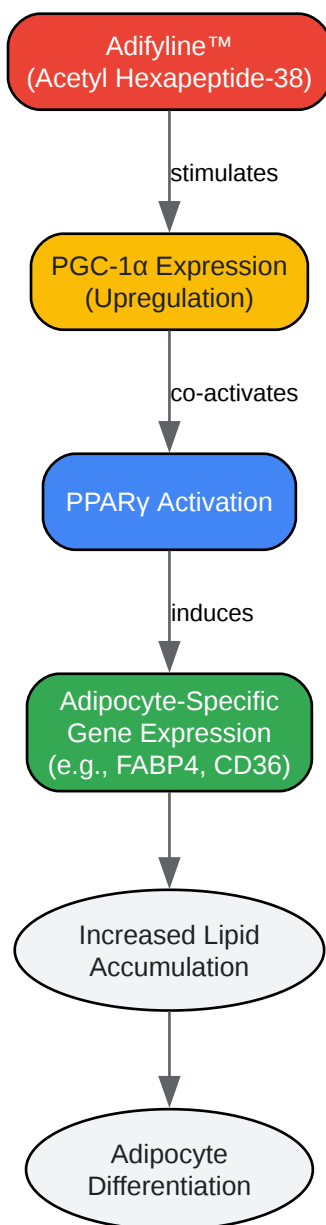 Adifyline™
(Acetyl Hexapeptide-38)
stimulates
PGC-1α Expression
(Upregulation)
co-activates
PPARγ Activation
induces
Adipocyte-Specific
Gene Expression
(e.g., FABP4, CD36)
Increased Lipid
Accumulation
Adipocyte
Differentiation